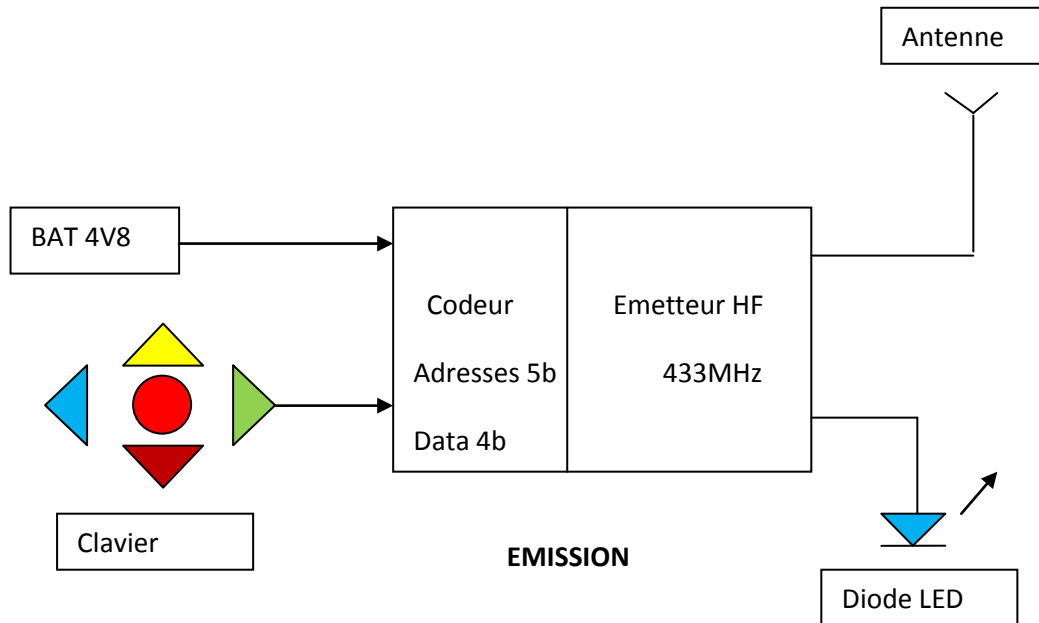 Antenne
BAT 4V8
Codeur
Emetteur HF
Adresses 5b
433MHz
Data 4b
Clavier
EMISSION
Diode LED